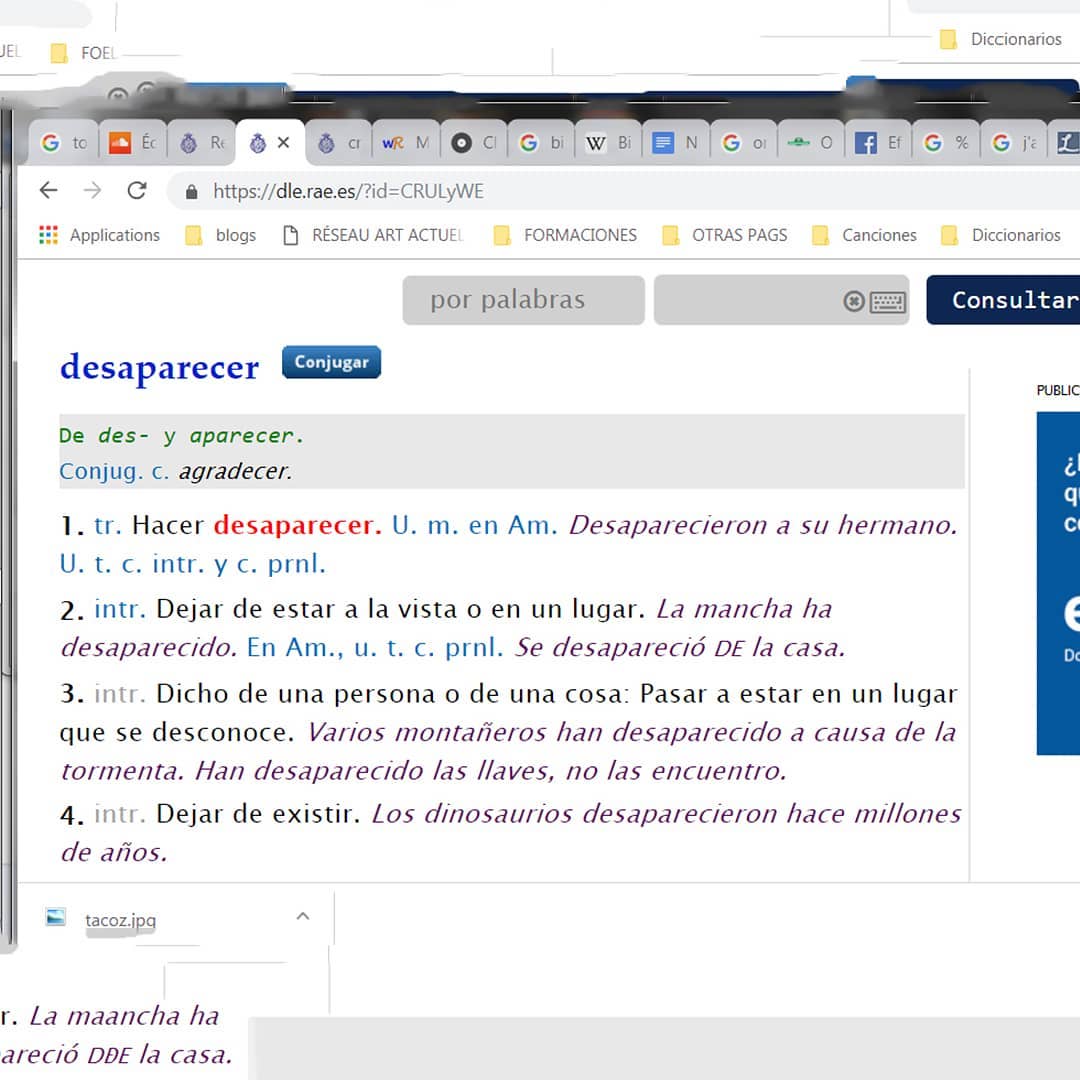 UEL FOEL Diccionarios
to Éc Re cr wR M Cl bi W Bi N or O Ef % j'a
https://dle.rae.es/?id=CRULyWE
Applications blogs RÉSEAU ART ACTUEL FORMACIONES OTRAS PAGS Canciones Diccionarios
por palabras Consultar
desaparecer Conjugar
PUBLIC
De des- y aparecer.
Conjug. c. agradecer.
¿
qu
co
1. tr. Hacer desaparecer. U. m. en Am. Desaparecieron a su hermano.
U. t. c. intr. y c. prnl.
2. intr. Dejar de estar a la vista o en un lugar. La mancha ha
desaparecido. En Am., u. t. c. prnl. Se desapareció DE la casa.
e
Do
3. intr. Dicho de una persona o de una cosa: Pasar a estar en un lugar
que se desconoce. Varios montañeros han desaparecido a causa de la
tormenta. Han desaparecido las llaves, no las encuentro.
4. intr. Dejar de existir. Los dinosaurios desaparecieron hace millones
de años.
tacoz.jpg
r. La maancha ha
areció DĐE la casa.